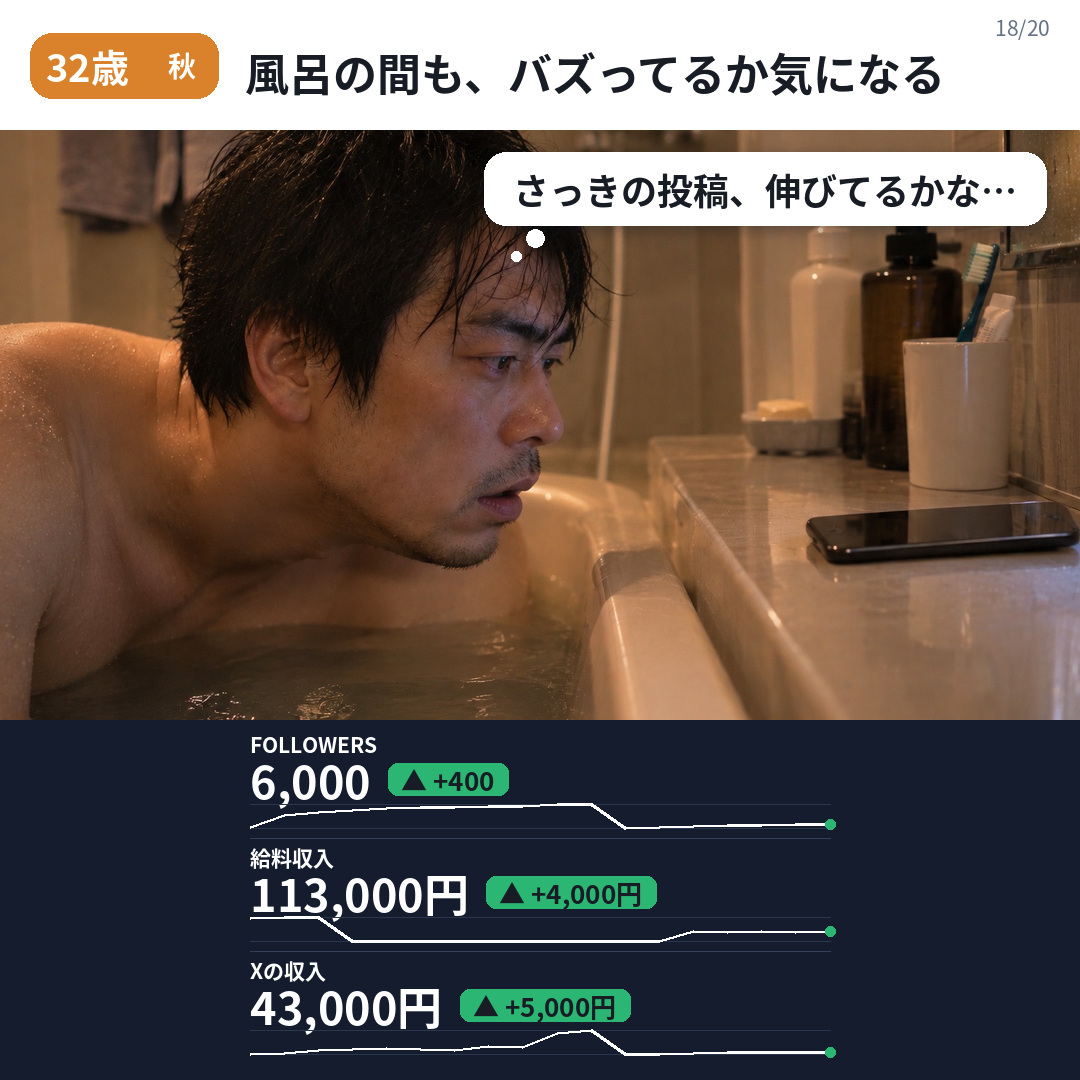 18/20
32歳 秋
風呂の間も、バズってるか気になる
さっきの投稿、伸びてるかな…
FOLLOWERS
6,000 ▲ +400
給料収入
113,000円 ▲ +4,000円
Xの収入
43,000円 ▲ +5,000円